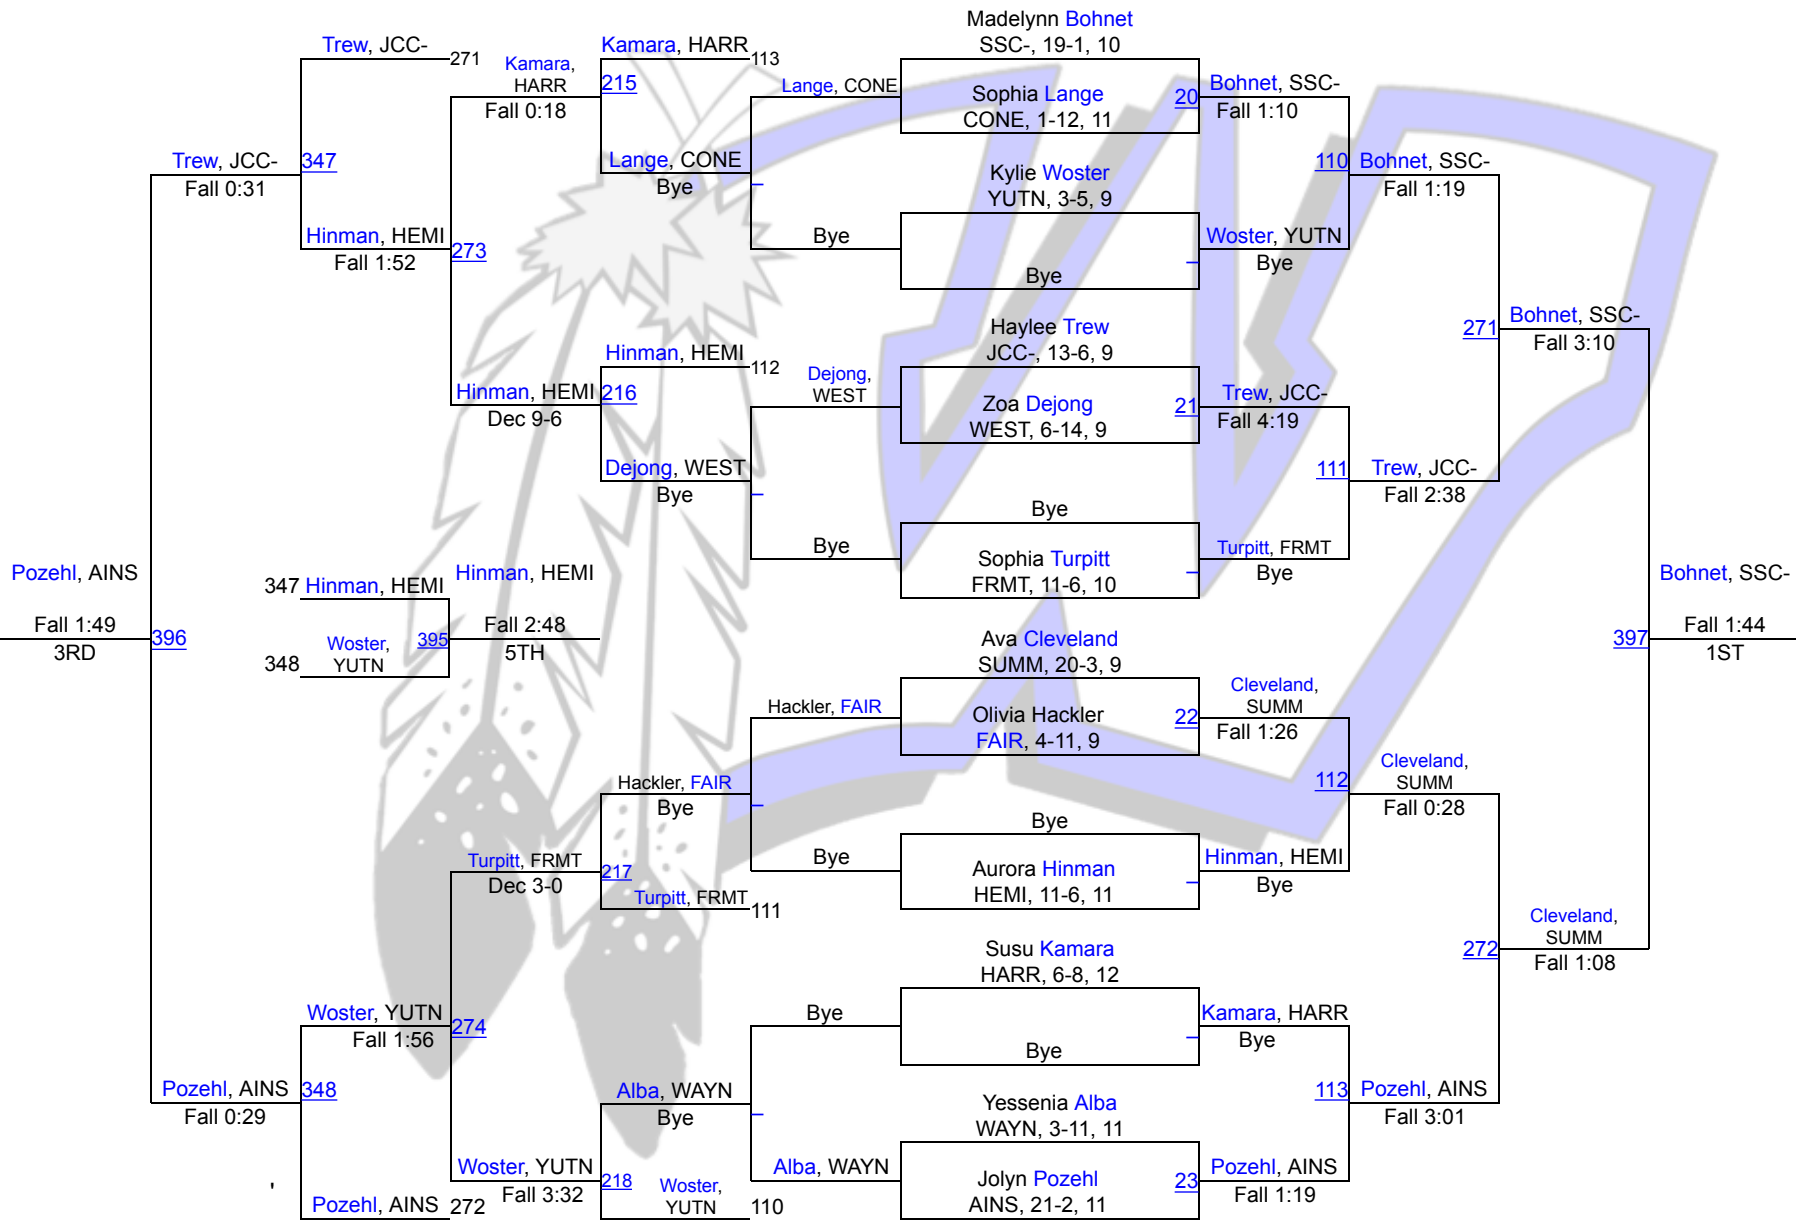 Madelynn Bohnet
SSC-, 19-1, 10
Trew, JCC- 271
Kamara, HARR 113
Kamara,
HARR
215
Fall 0:18
Lange, CONE
Sophia Lange
CONE, 1-12, 11
20
Bohnet, SSC-
Fall 1:10
Trew, JCC-
347
Fall 0:31
Lange, CONE
Bye
–
Kylie Woster
YUTN, 3-5, 9
110
Bohnet, SSC-
Fall 1:19
Hinman, HEMI
273
Fall 1:52
Bye
Bye
–
Woster, YUTN
Bye
Haylee Trew
JCC-, 13-6, 9
271
Bohnet, SSC-
Fall 3:10
Hinman, HEMI 112
Hinman, HEMI
216
Dec 9-6
Dejong,
WEST
Zoa Dejong
WEST, 6-14, 9
21
Trew, JCC-
Fall 4:19
Dejong, WEST
Bye
–
111
Trew, JCC-
Fall 2:38
Bye
Bye
Sophia Turpitt
FRMT, 11-6, 10
–
Turpitt, FRMT
Bye
Pozehl, AINS
347 Hinman, HEMI
Hinman, HEMI
Bohnet, SSC-
Fall 1:49
396
3RD
348
Woster,
YUTN
395
Fall 2:48
5TH
397
Fall 1:44
1ST
Ava Cleveland
SUMM, 20-3, 9
Hackler, FAIR
Olivia Hackler
FAIR, 4-11, 9
22
Cleveland,
SUMM
Fall 1:26
Hackler, FAIR
Bye
–
112
Cleveland,
SUMM
Fall 0:28
Bye
Turpitt, FRMT
217
Dec 3-0
Bye
Aurora Hinman
HEMI, 11-6, 11
–
Hinman, HEMI
Bye
Turpitt, FRMT 111
Susu Kamara
HARR, 6-8, 12
272
Cleveland,
SUMM
Fall 1:08
Woster, YUTN
274
Fall 1:56
Bye
Bye
–
Kamara, HARR
Bye
Pozehl, AINS
348
Fall 0:29
Alba, WAYN
Bye
–
Yessenia Alba
WAYN, 3-11, 11
113
Pozehl, AINS
Fall 3:01
Woster, YUTN
218
Fall 3:32
Alba, WAYN
Jolyn Pozehl
AINS, 21-2, 11
23
Pozehl, AINS
Fall 1:19
'
Pozehl, AINS 272
Woster,
YUTN
110